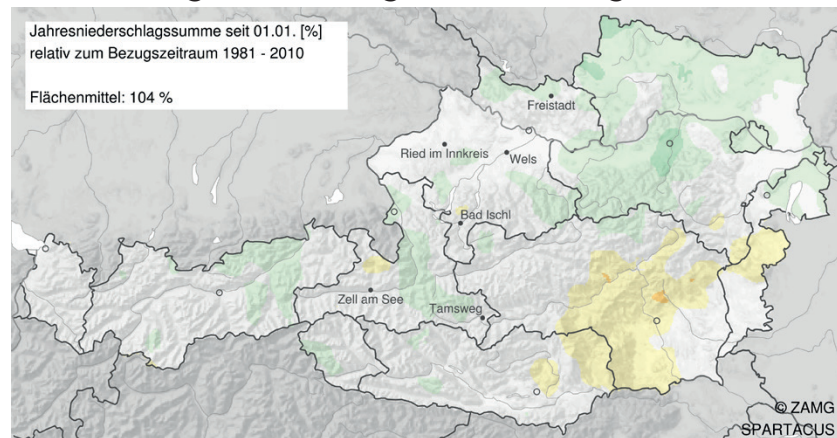 Jahresniederschlagssumme seit 01.01. [%]
relativ zum Bezugszeitraum 1981 - 2010
Flächenmittel: 104 %
Freistadt
Ried im Innkreis
Wels
Bad Ischl
Zell am See
Tamsweg
© ZAMG
SPARTACUS